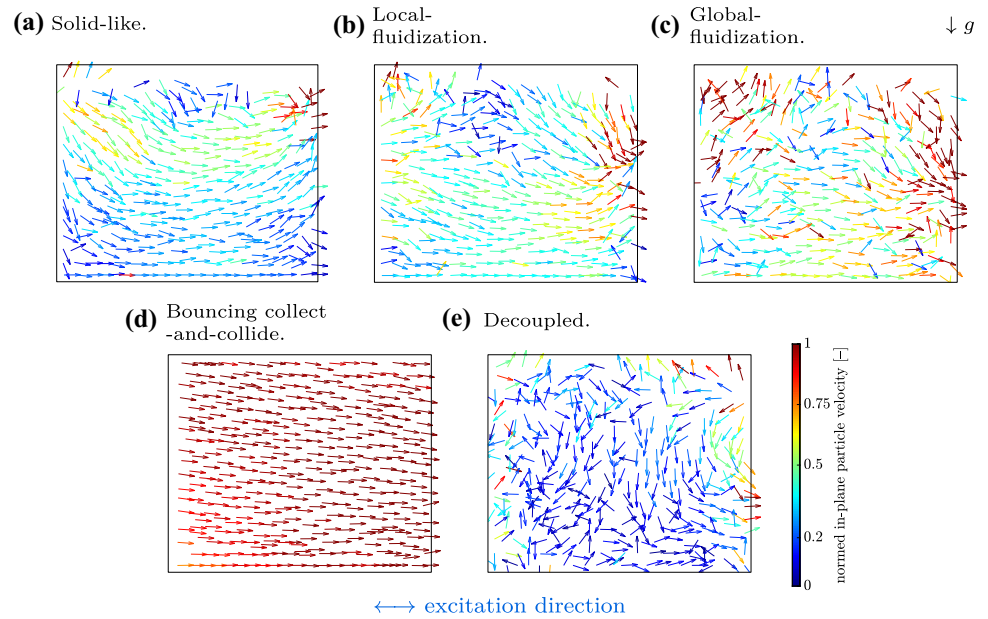 (a) Solid-like.
(b) Local-
fluidization.
(c) Global-
fluidization.
↓ g
(d) Bouncing collect
-and-collide.
(e) Decoupled.
1
0.75
0.5
0.2
0
normed in-plane particle velocity [−]
⟷ excitation direction